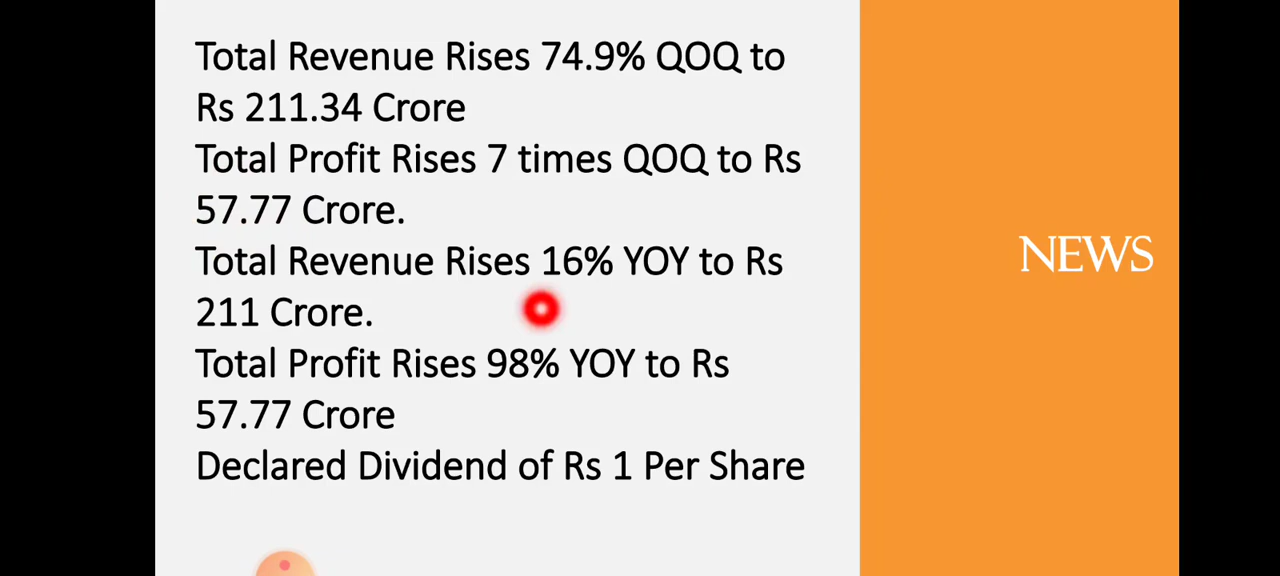 Total Revenue Rises 74.9% QOQ to
Rs 211.34 Crore
Total Profit Rises 7 times QOQ to Rs
57.77 Crore.
Total Revenue Rises 16% YOY to Rs
211 Crore.
Total Profit Rises 98% YOY to Rs
57.77 Crore
Declared Dividend of Rs 1 Per Share
NEWS